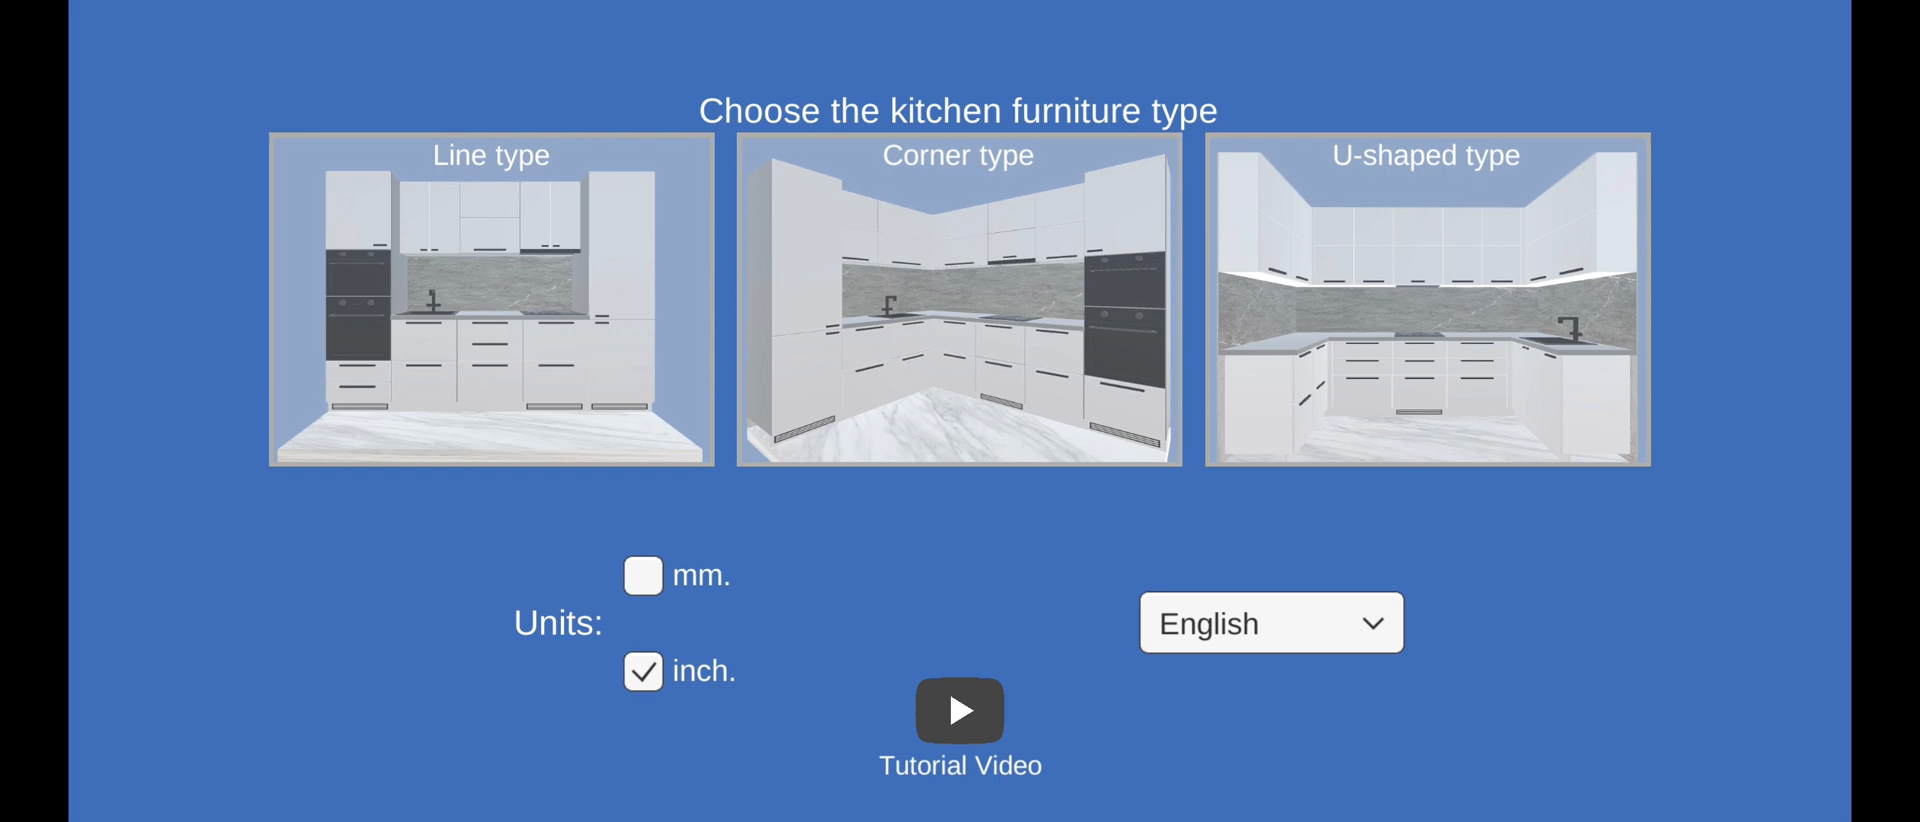 Choose the kitchen furniture type
Line type
Corner type
U-shaped type
Units:
mm.
inch.
English
Tutorial Video